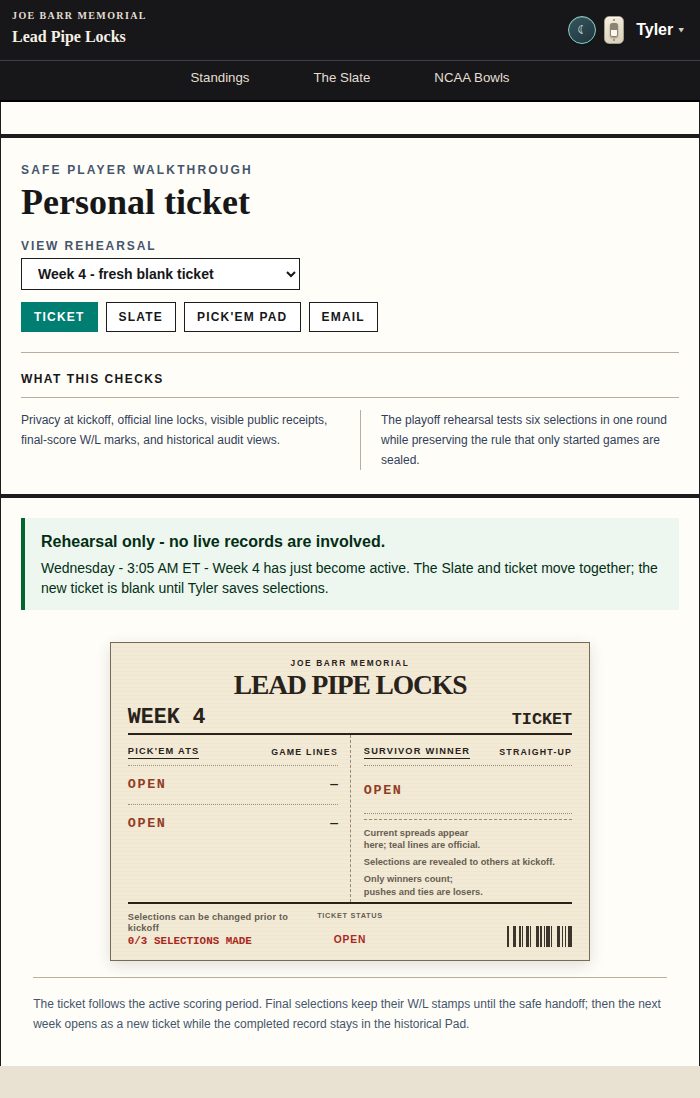 JOE BARR MEMORIAL
Lead Pipe Locks
Tyler
Standings
The Slate
NCAA Bowls
SAFE PLAYER WALKTHROUGH
Personal ticket
VIEW REHEARSAL
Week 4 - fresh blank ticket
TICKET
SLATE
PICK'EM PAD
EMAIL
WHAT THIS CHECKS
Privacy at kickoff, official line locks, visible public receipts,
final-score W/L marks, and historical audit views.
The playoff rehearsal tests six selections in one round
while preserving the rule that only started games are
sealed.
Rehearsal only - no live records are involved.
Wednesday - 3:05 AM ET - Week 4 has just become active. The Slate and ticket move together; the
new ticket is blank until Tyler saves selections.
JOE BARR MEMORIAL
LEAD PIPE LOCKS
WEEK 4
TICKET
PICK'EM ATS
GAME LINES
OPEN
—
OPEN
—
SURVIVOR WINNER
STRAIGHT-UP
OPEN
Current spreads appear
here; teal lines are official.
Selections are revealed to others at kickoff.
Only winners count;
pushes and ties are losers.
Selections can be changed prior to
kickoff
0/3 SELECTIONS MADE
TICKET STATUS
OPEN
The ticket follows the active scoring period. Final selections keep their W/L stamps until the safe handoff; then the next
week opens as a new ticket while the completed record stays in the historical Pad.